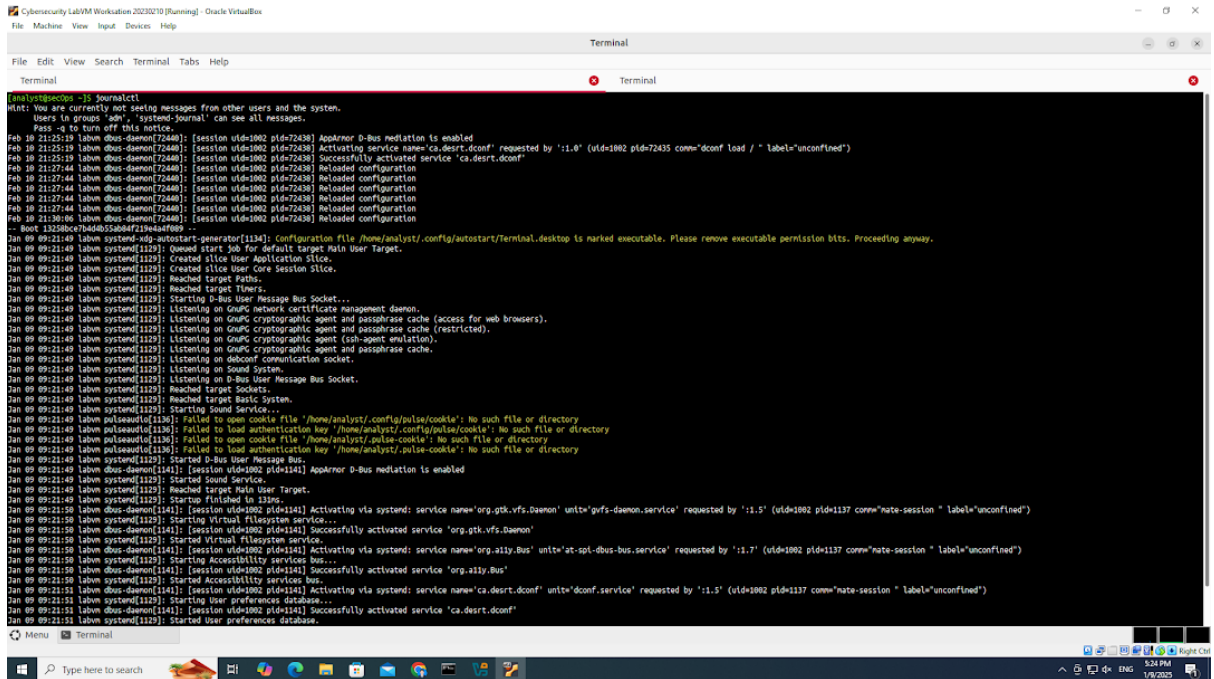 Cybersecurity LabVM Worksation 20230210 [Running] - Oracle VirtualBox
File Machine View Input Devices Help
Terminal
File Edit View Search Terminal Tabs Help
Terminal
Terminal
[analyst@secOps ~]$ journalctl
Hint: You are currently not seeing messages from other users and the system.
Users in groups 'adm', 'systemd-journal' can see all messages.
Pass -q to turn off this notice.
Feb 10 21:25:19 labvm dbus-daemon[72440]: [session uid=1002 pid=72438] AppArmor D-Bus mediation is enabled
Feb 10 21:25:19 labvm dbus-daemon[72440]: [session uid=1002 pid=72438] Activating service name='ca.desrt.dconf' requested by ':1.0' (uid=1002 pid=72435 comm="dconf load / " label="unconfined")
Feb 10 21:25:19 labvm dbus-daemon[72440]: [session uid=1002 pid=72438] Successfully activated service 'ca.desrt.dconf'
Feb 10 21:27:44 labvm dbus-daemon[72440]: [session uid=1002 pid=72438] Reloaded configuration
Feb 10 21:27:44 labvm dbus-daemon[72440]: [session uid=1002 pid=72438] Reloaded configuration
Feb 10 21:27:44 labvm dbus-daemon[72440]: [session uid=1002 pid=72438] Reloaded configuration
Feb 10 21:27:44 labvm dbus-daemon[72440]: [session uid=1002 pid=72438] Reloaded configuration
Feb 10 21:27:44 labvm dbus-daemon[72440]: [session uid=1002 pid=72438] Reloaded configuration
Feb 10 21:30:06 labvm dbus-daemon[72440]: [session uid=1002 pid=72438] Reloaded configuration
-- Boot 13258bce7b4d4b55ab84f219e4a4f089 --
Jan 09 09:21:49 labvm systemd-xdg-autostart-generator[1134]: Configuration file /home/analyst/.config/autostart/Terminal.desktop is marked executable. Please remove executable permission bits. Proceeding anyway.
Jan 09 09:21:49 labvm systemd[1129]: Queued start job for default target Main User Target.
Jan 09 09:21:49 labvm systemd[1129]: Created slice User Application Slice.
Jan 09 09:21:49 labvm systemd[1129]: Created slice User Core Session Slice.
Jan 09 09:21:49 labvm systemd[1129]: Reached target Paths.
Jan 09 09:21:49 labvm systemd[1129]: Reached target Timers.
Jan 09 09:21:49 labvm systemd[1129]: Starting D-Bus User Message Bus Socket...
Jan 09 09:21:49 labvm systemd[1129]: Listening on GnuPG network certificate management daemon.
Jan 09 09:21:49 labvm systemd[1129]: Listening on GnuPG cryptographic agent and passphrase cache (access for web browsers).
Jan 09 09:21:49 labvm systemd[1129]: Listening on GnuPG cryptographic agent and passphrase cache (restricted).
Jan 09 09:21:49 labvm systemd[1129]: Listening on GnuPG cryptographic agent (ssh-agent emulation).
Jan 09 09:21:49 labvm systemd[1129]: Listening on GnuPG cryptographic agent and passphrase cache.
Jan 09 09:21:49 labvm systemd[1129]: Listening on debconf communication socket.
Jan 09 09:21:49 labvm systemd[1129]: Listening on Sound System.
Jan 09 09:21:49 labvm systemd[1129]: Listening on D-Bus User Message Bus Socket.
Jan 09 09:21:49 labvm systemd[1129]: Reached target Sockets.
Jan 09 09:21:49 labvm systemd[1129]: Reached target Basic System.
Jan 09 09:21:49 labvm systemd[1129]: Starting Sound Service...
Jan 09 09:21:49 labvm pulseaudio[1136]: Failed to open cookie file '/home/analyst/.config/pulse/cookie': No such file or directory
Jan 09 09:21:49 labvm pulseaudio[1136]: Failed to load authentication key '/home/analyst/.config/pulse/cookie': No such file or directory
Jan 09 09:21:49 labvm pulseaudio[1136]: Failed to open cookie file '/home/analyst/.pulse-cookie': No such file or directory
Jan 09 09:21:49 labvm pulseaudio[1136]: Failed to load authentication key '/home/analyst/.pulse-cookie': No such file or directory
Jan 09 09:21:49 labvm systemd[1129]: Started D-Bus User Message Bus.
Jan 09 09:21:49 labvm dbus-daemon[1141]: [session uid=1002 pid=1141] AppArmor D-Bus mediation is enabled
Jan 09 09:21:49 labvm systemd[1129]: Started Sound Service.
Jan 09 09:21:49 labvm systemd[1129]: Reached target Main User Target.
Jan 09 09:21:49 labvm systemd[1129]: Startup finished in 131ms.
Jan 09 09:21:50 labvm dbus-daemon[1141]: [session uid=1002 pid=1141] Activating via systemd: service name='org.gtk.vfs.Daemon' unit='gvfs-daemon.service' requested by ':1.5' (uid=1002 pid=1137 comm="mate-session " label="unconfined")
Jan 09 09:21:50 labvm systemd[1129]: Starting Virtual filesystem service...
Jan 09 09:21:50 labvm dbus-daemon[1141]: [session uid=1002 pid=1141] Successfully activated service 'org.gtk.vfs.Daemon'
Jan 09 09:21:50 labvm systemd[1129]: Started Virtual filesystem service.
Jan 09 09:21:50 labvm dbus-daemon[1141]: [session uid=1002 pid=1141] Activating via systemd: service name='org.a11y.Bus' unit='at-spi-dbus-bus.service' requested by ':1.7' (uid=1002 pid=1137 comm="mate-session " label="unconfined")
Jan 09 09:21:50 labvm systemd[1129]: Starting Accessibility services bus...
Jan 09 09:21:50 labvm dbus-daemon[1141]: [session uid=1002 pid=1141] Successfully activated service 'org.a11y.Bus'
Jan 09 09:21:50 labvm systemd[1129]: Started Accessibility services bus.
Jan 09 09:21:51 labvm dbus-daemon[1141]: [session uid=1002 pid=1141] Activating via systemd: service name='ca.desrt.dconf' unit='dconf.service' requested by ':1.5' (uid=1002 pid=1137 comm="mate-session " label="unconfined")
Jan 09 09:21:51 labvm systemd[1129]: Starting User preferences database...
Jan 09 09:21:51 labvm dbus-daemon[1141]: [session uid=1002 pid=1141] Successfully activated service 'ca.desrt.dconf'
Jan 09 09:21:51 labvm systemd[1129]: Started User preferences database.
Menu Terminal
Right Ctrl
Type here to search
ENG
5:24 PM
1/9/2025